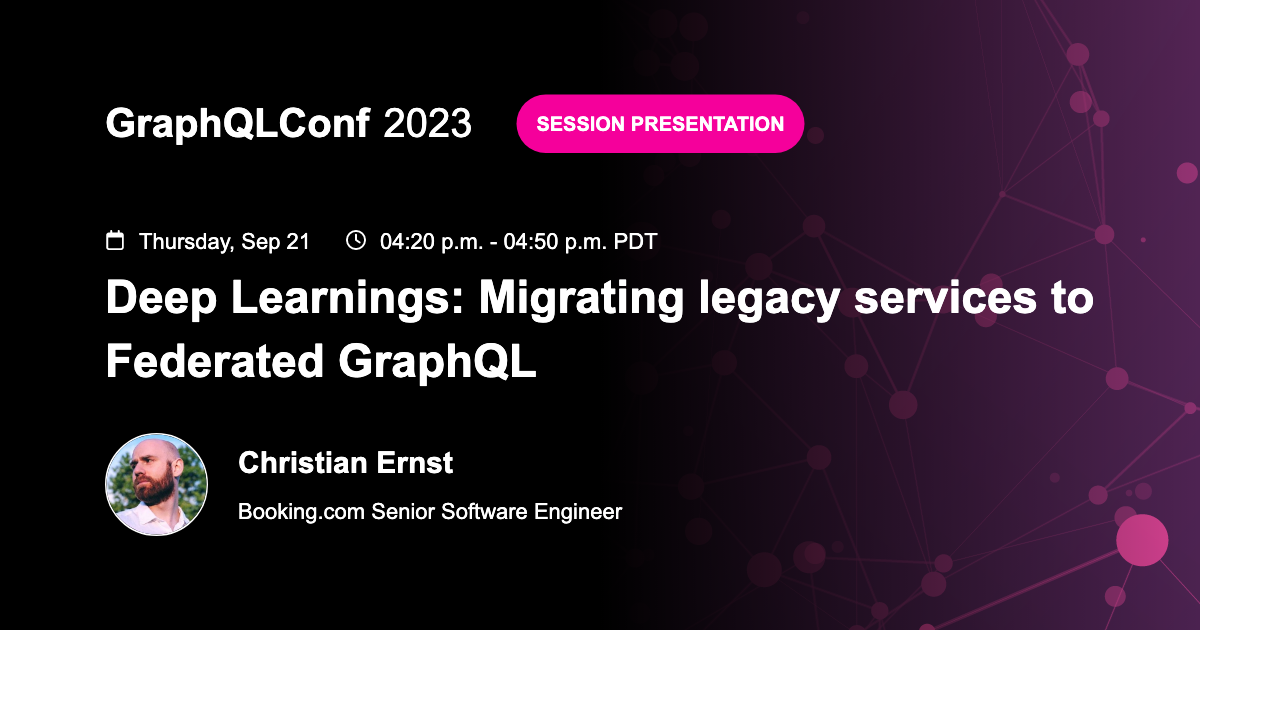 GraphQLConf 2023
SESSION PRESENTATION
Thursday, Sep 21
04:20 p.m. - 04:50 p.m. PDT
Deep Learnings: Migrating legacy services to
Federated GraphQL
Christian Ernst
Booking.com Senior Software Engineer